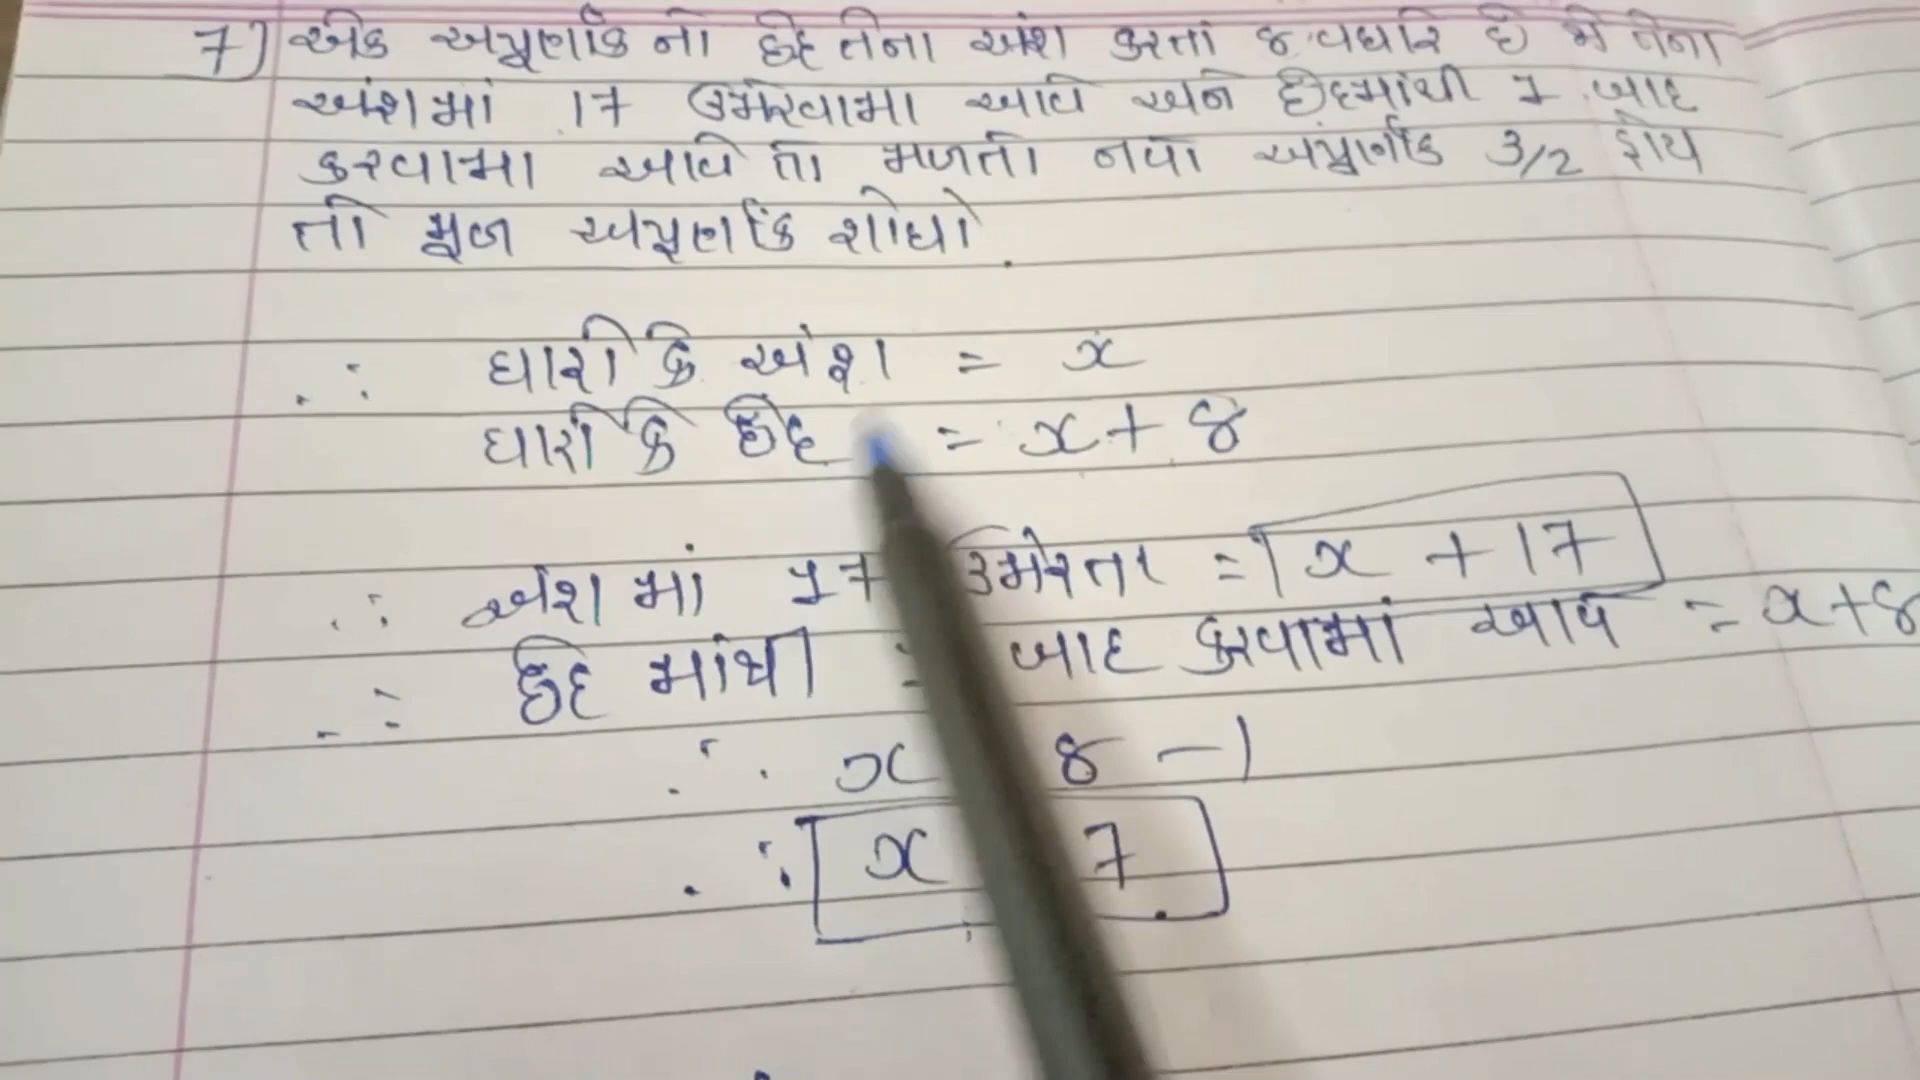 7) એક અપૂર્ણાંક નો છેદ તેના અંશ કરતાં 8 વધારે છે જો તેના
અંશમાં 17 ઉમેરવામા આવે અને છેદમાંથી 1 બાદ
કરવામા આવે તો મળતો નવો અપૂર્ણાંક 3/2 હોય
તો મૂળ અપૂર્ણાંક શોધો.
∴ ધારો કે અંશ = x
ધારો કે છેદ = x + 8
∴ અંશ માં 17 ઉમેરતા = x + 17
∴ છેદ માંથી બાદ કરવામાં આવે = x+8
∴ x 8 - 1
∴ x 7